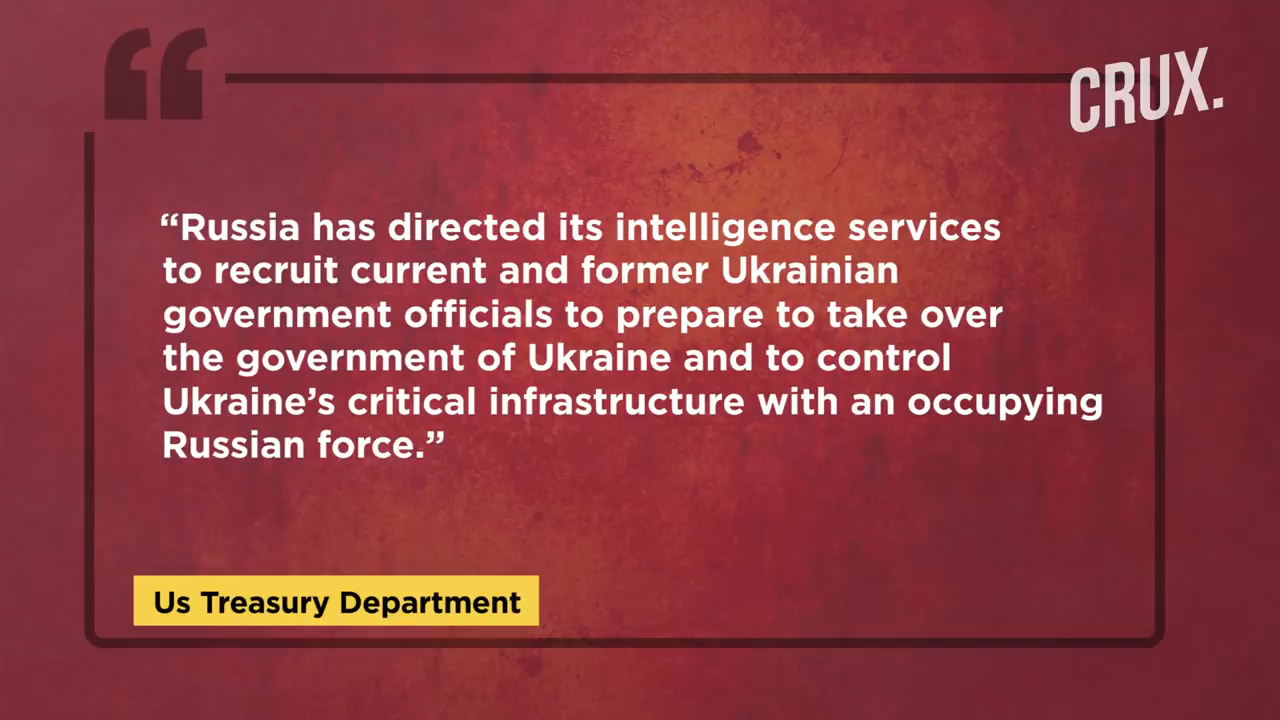 CRUX.
“Russia has directed its intelligence services
to recruit current and former Ukrainian
government officials to prepare to take over
the government of Ukraine and to control
Ukraine’s critical infrastructure with an occupying
Russian force.”
Us Treasury Department